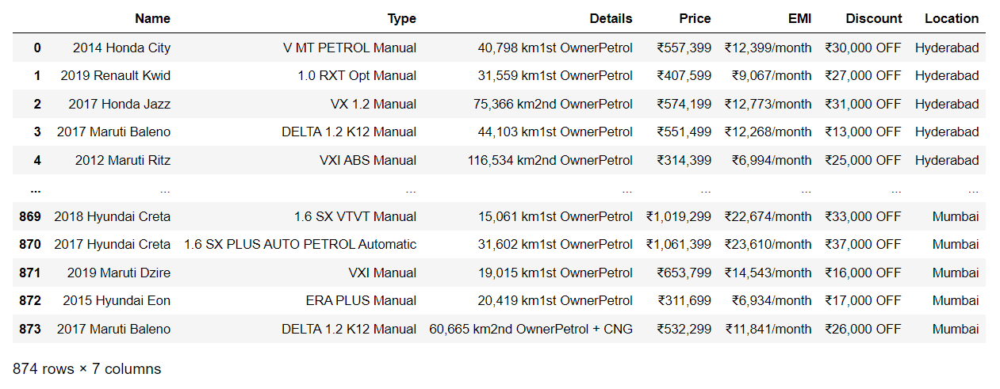 Name Type Details Price EMI Discount Location
0 2014 Honda City V MT PETROL Manual 40,798 km1st OwnerPetrol ₹557,399 ₹12,399/month ₹30,000 OFF Hyderabad
1 2019 Renault Kwid 1.0 RXT Opt Manual 31,559 km1st OwnerPetrol ₹407,599 ₹9,067/month ₹27,000 OFF Hyderabad
2 2017 Honda Jazz VX 1.2 Manual 75,366 km2nd OwnerPetrol ₹574,199 ₹12,773/month ₹31,000 OFF Hyderabad
3 2017 Maruti Baleno DELTA 1.2 K12 Manual 44,103 km1st OwnerPetrol ₹551,499 ₹12,268/month ₹13,000 OFF Hyderabad
4 2012 Maruti Ritz VXI ABS Manual 116,534 km2nd OwnerPetrol ₹314,399 ₹6,994/month ₹25,000 OFF Hyderabad
... ... ... ... ... ... ... ...
869 2018 Hyundai Creta 1.6 SX VTVT Manual 15,061 km1st OwnerPetrol ₹1,019,299 ₹22,674/month ₹33,000 OFF Mumbai
870 2017 Hyundai Creta 1.6 SX PLUS AUTO PETROL Automatic 31,602 km1st OwnerPetrol ₹1,061,399 ₹23,610/month ₹37,000 OFF Mumbai
871 2019 Maruti Dzire VXI Manual 19,015 km1st OwnerPetrol ₹653,799 ₹14,543/month ₹16,000 OFF Mumbai
872 2015 Hyundai Eon ERA PLUS Manual 20,419 km1st OwnerPetrol ₹311,699 ₹6,934/month ₹17,000 OFF Mumbai
873 2017 Maruti Baleno DELTA 1.2 K12 Manual 60,665 km2nd OwnerPetrol + CNG ₹532,299 ₹11,841/month ₹26,000 OFF Mumbai
874 rows × 7 columns